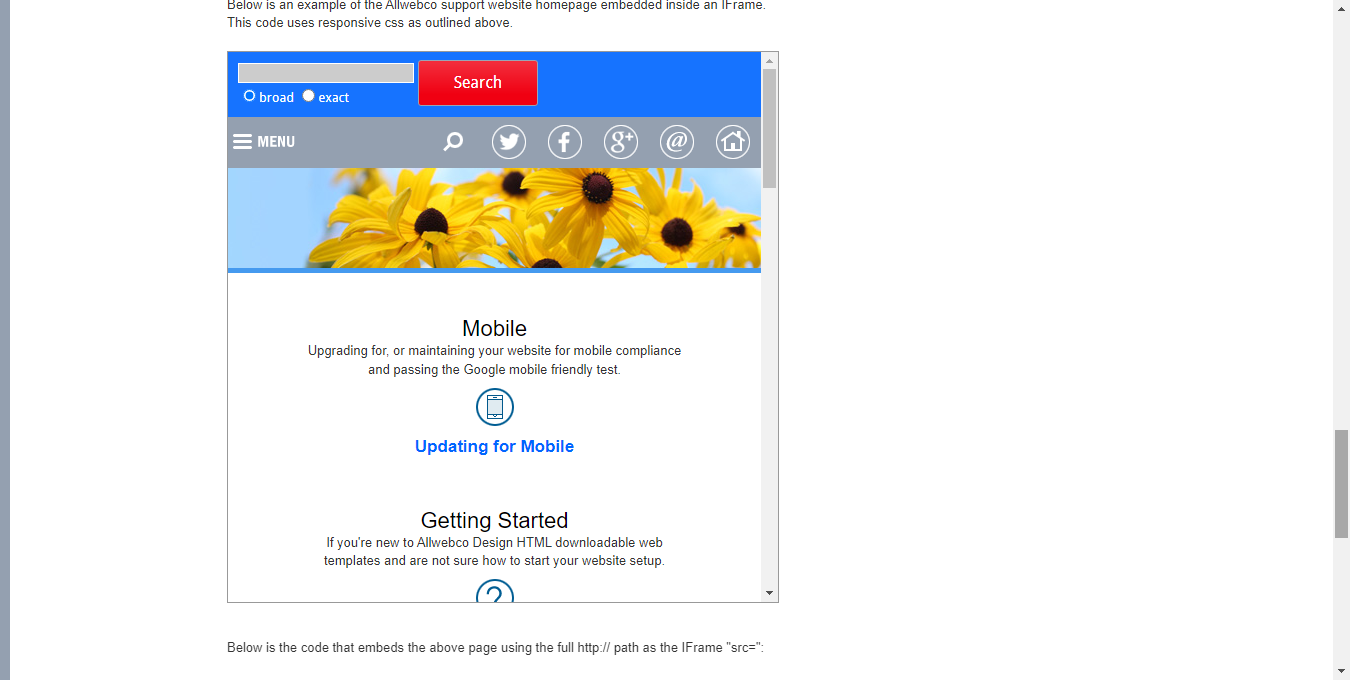 Below is an example of the Allwebco support website homepage embedded inside an IFrame.
This code uses responsive css as outlined above.
Search
broad exact
MENU
Mobile
Upgrading for, or maintaining your website for mobile compliance
and passing the Google mobile friendly test.
Updating for Mobile
Getting Started
If you're new to Allwebco Design HTML downloadable web
templates and are not sure how to start your website setup.
Below is the code that embeds the above page using the full http:// path as the IFrame "src=":